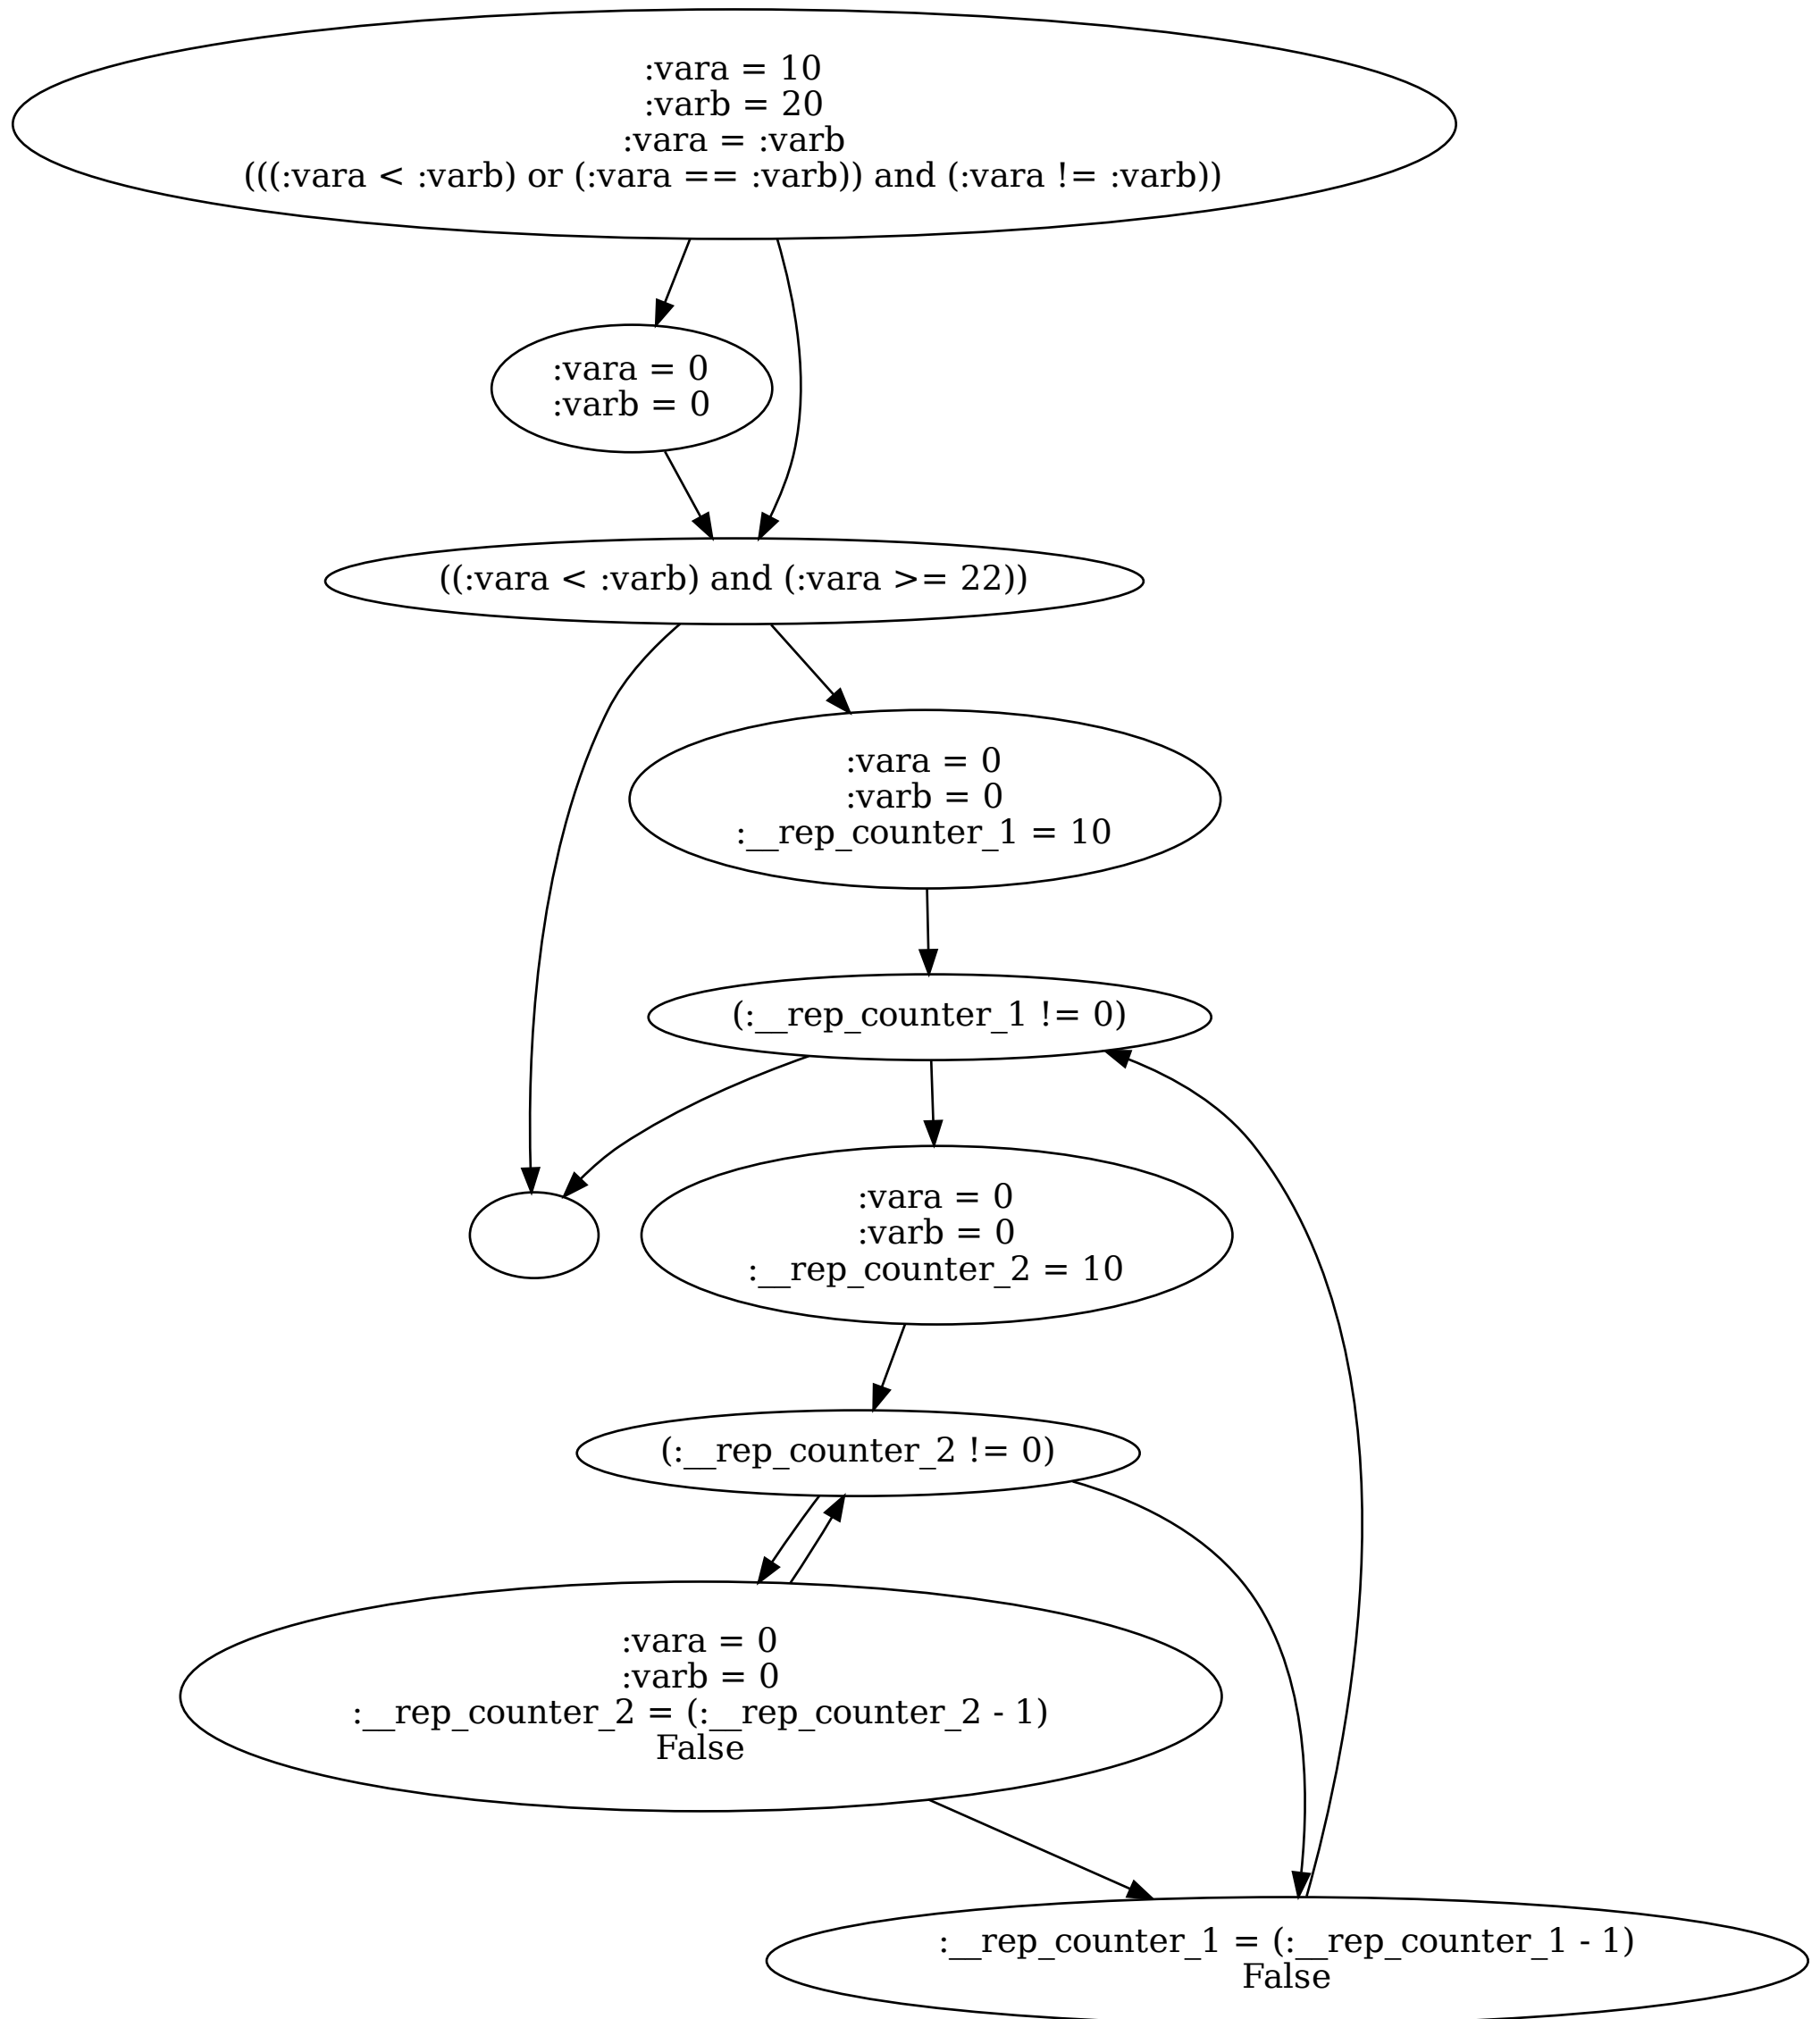 :vara = 10
:varb = 20
:vara = :varb
(((:vara < :varb) or (:vara == :varb)) and (:vara != :varb))
:vara = 0
:varb = 0
((:vara < :varb) and (:vara >= 22))
:vara = 0
:varb = 0
:__rep_counter_1 = 10
(:__rep_counter_1 != 0)
:vara = 0
:varb = 0
:__rep_counter_2 = 10
(:__rep_counter_2 != 0)
:vara = 0
:varb = 0
:__rep_counter_2 = (:__rep_counter_2 - 1)
False
:__rep_counter_1 = (:__rep_counter_1 - 1)
False